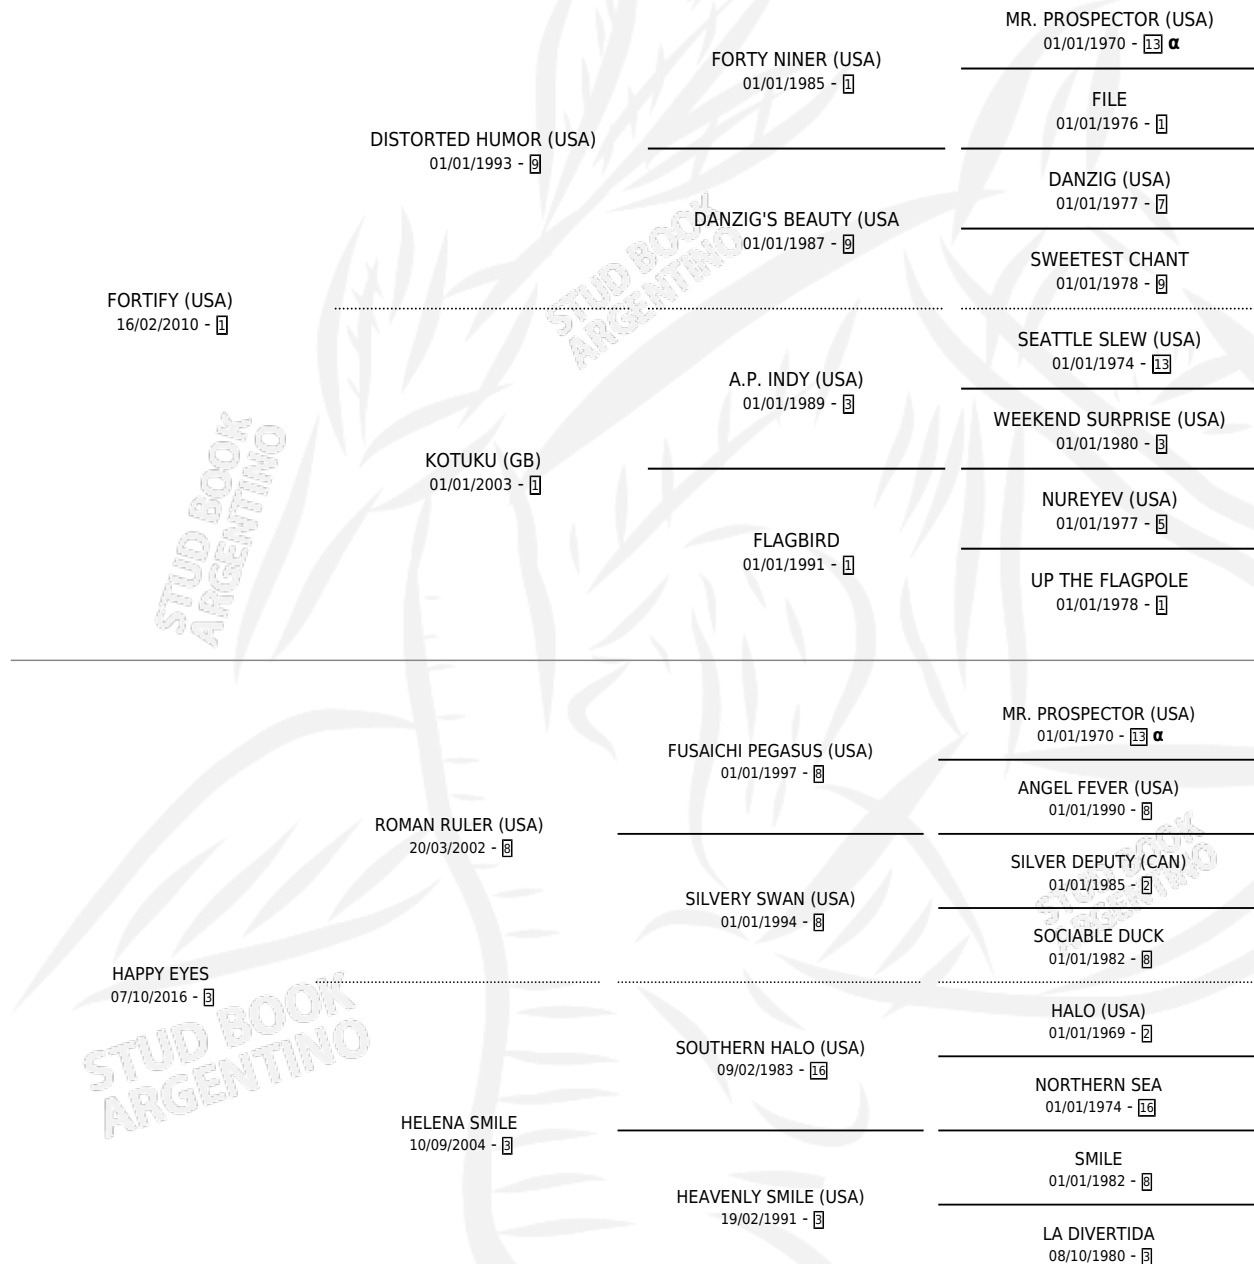 MR. PROSPECTOR (USA)
01/01/1970 - 13 α
FORTY NINER (USA)
01/01/1985 - 1
FILE
01/01/1976 - 1
DISTORTED HUMOR (USA)
01/01/1993 - 9
DANZIG (USA)
01/01/1977 - 7
DANZIG'S BEAUTY (USA
01/01/1987 - 9
SWEETEST CHANT
01/01/1978 - 9
FORTIFY (USA)
16/02/2010 - 1
SEATTLE SLEW (USA)
01/01/1974 - 13
A.P. INDY (USA)
01/01/1989 - 3
WEEKEND SURPRISE (USA)
01/01/1980 - 3
KOTUKU (GB)
01/01/2003 - 1
NUREYEV (USA)
01/01/1977 - 5
FLAGBIRD
01/01/1991 - 1
UP THE FLAGPOLE
01/01/1978 - 1
MR. PROSPECTOR (USA)
01/01/1970 - 13 α
FUSAICHI PEGASUS (USA)
01/01/1997 - 8
ANGEL FEVER (USA)
01/01/1990 - 8
ROMAN RULER (USA)
20/03/2002 - 8
SILVER DEPUTY (CAN)
01/01/1985 - 2
SILVERY SWAN (USA)
01/01/1994 - 8
SOCIABLE DUCK
01/01/1982 - 8
HAPPY EYES
07/10/2016 - 3
HALO (USA)
01/01/1969 - 2
SOUTHERN HALO (USA)
09/02/1983 - 16
NORTHERN SEA
01/01/1974 - 16
HELENA SMILE
10/09/2004 - 3
SMILE
01/01/1982 - 8
HEAVENLY SMILE (USA)
19/02/1991 - 3
LA DIVERTIDA
08/10/1980 - 3
STUD BOOK
ARGENTINO
STUD BOOK
ARGENTINO
STUD BOOK
ARGENTINO
STUD BOOK
ARGENTINO